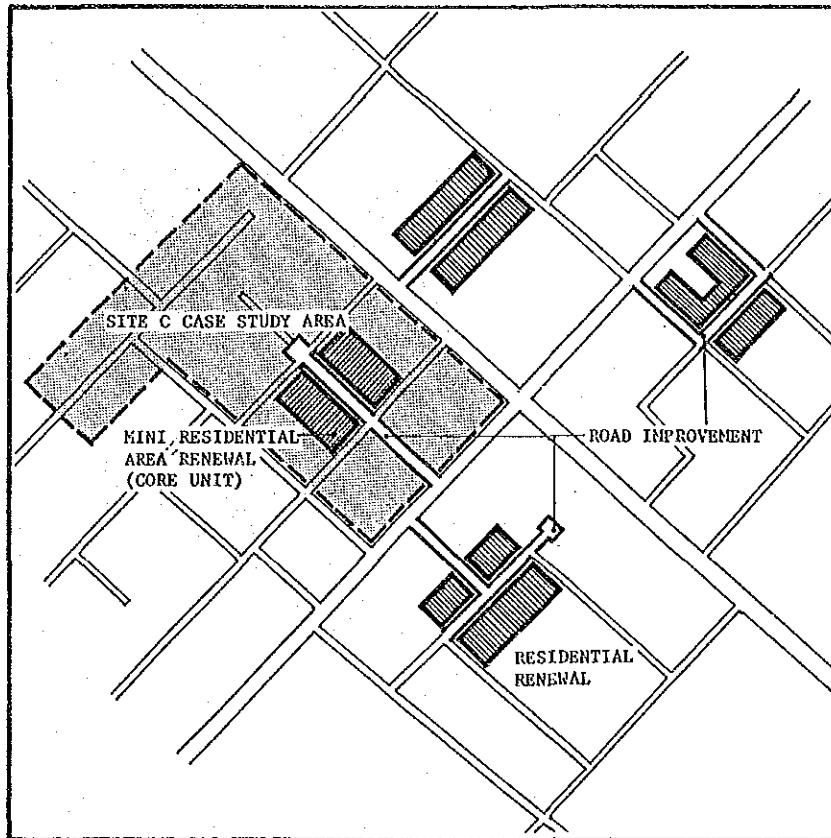 SITE C CASE STUDY AREA
MINI RESIDENTIAL
AREA RENEWAL
(CORE UNIT)
ROAD IMPROVEMENT
RESIDENTIAL
RENEWAL